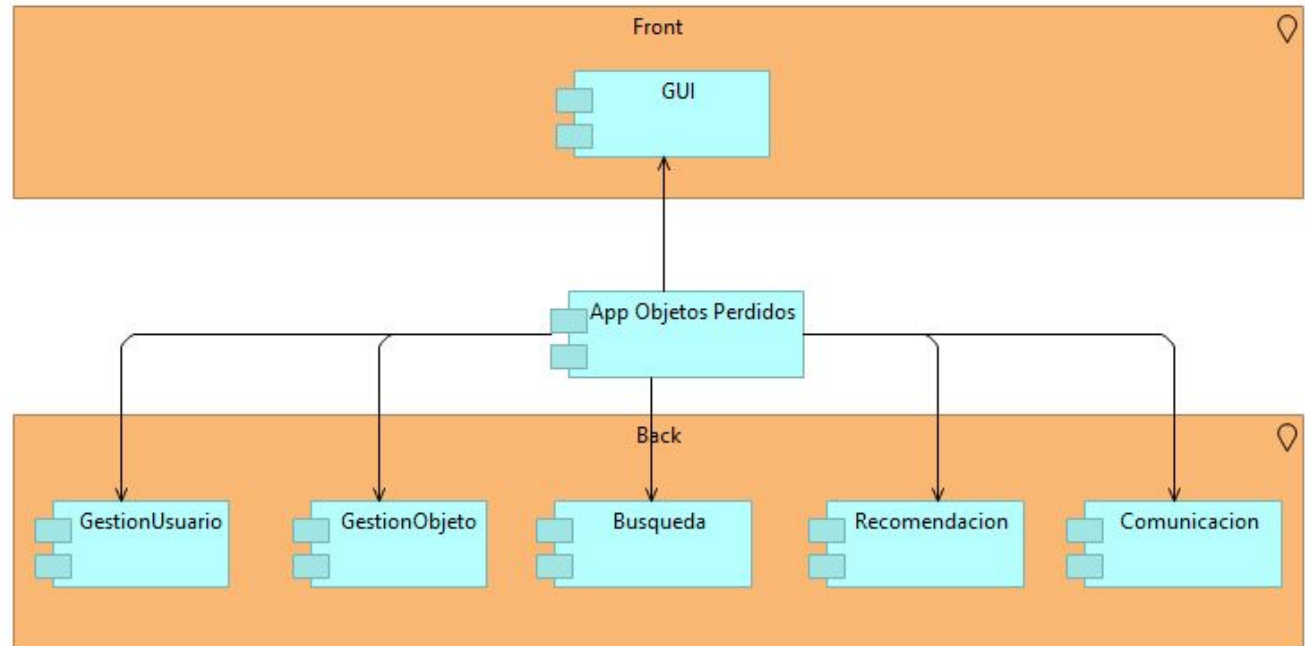 Front
GUI
App Objetos Perdidos
Back
GestionUsuario
GestionObjeto
Busqueda
Recomendacion
Comunicacion